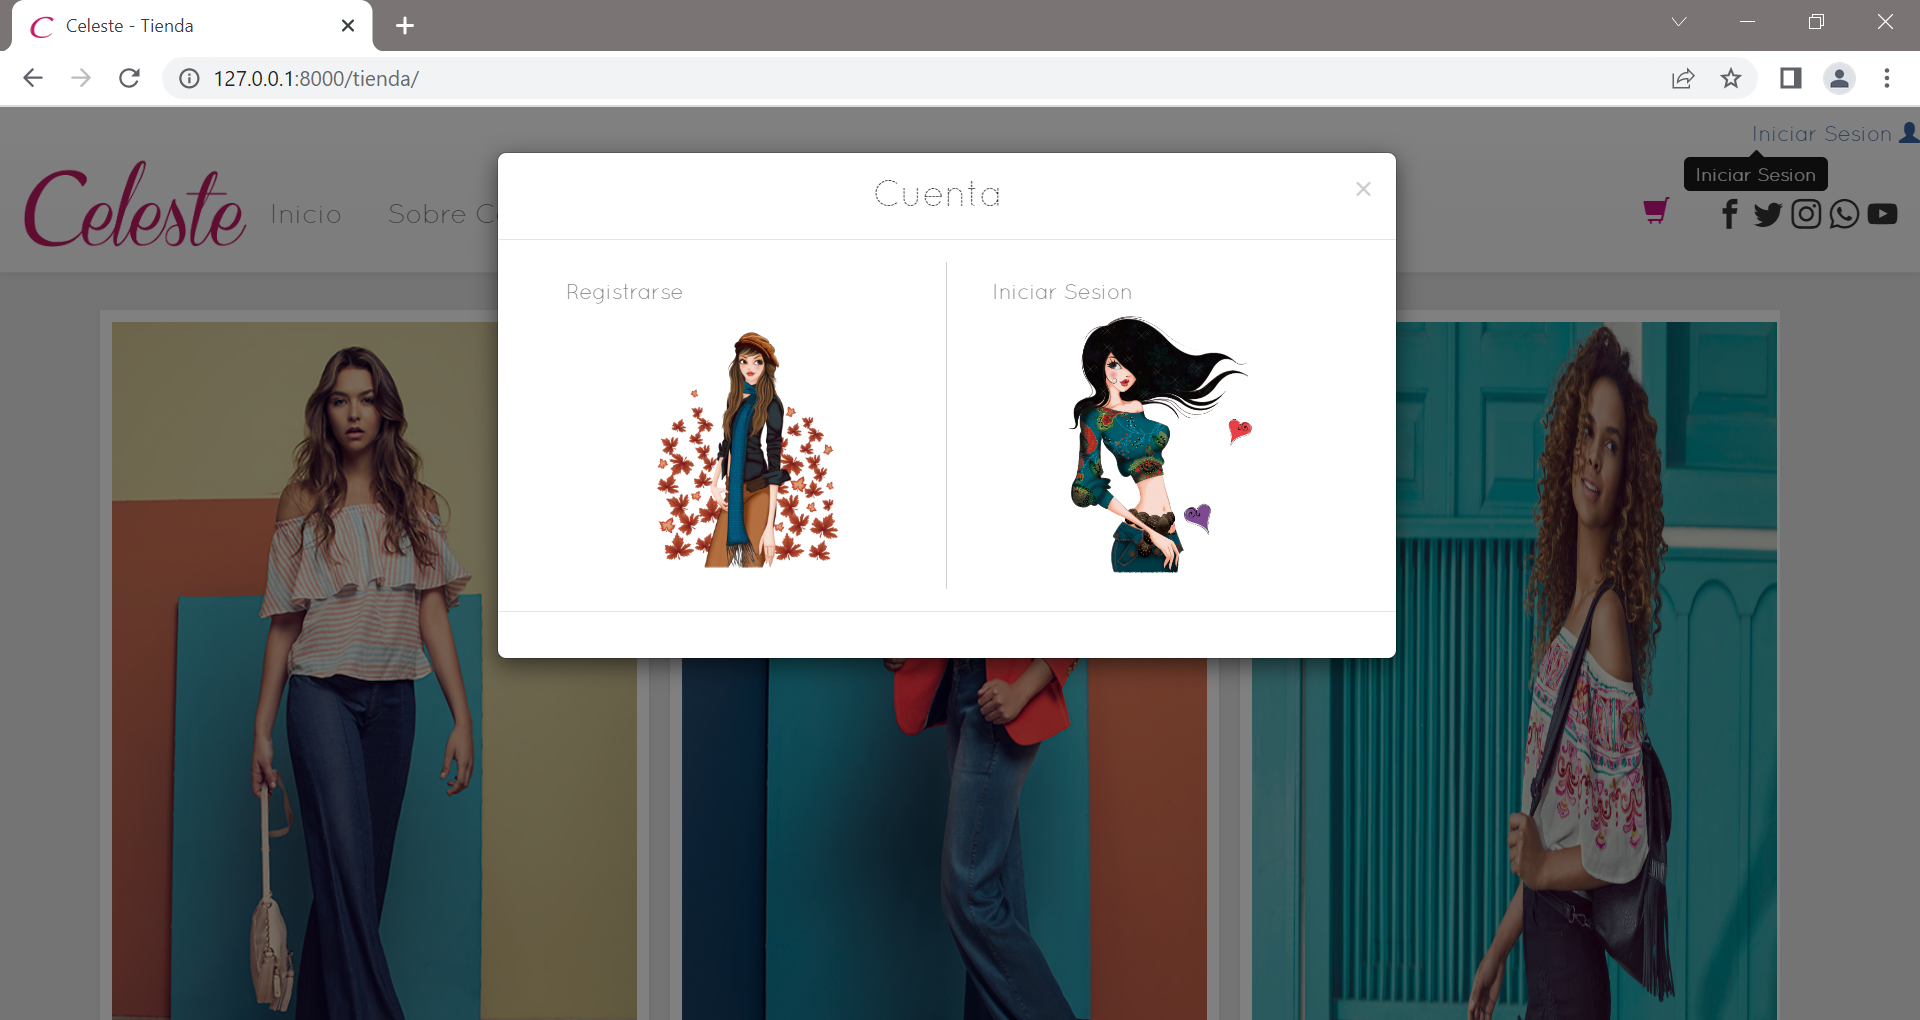 Celeste - Tienda
127.0.0.1:8000/tienda/
Iniciar Sesion
Iniciar Sesion
Celeste
Inicio
Sobre C
Cuenta
×
Registrarse
Iniciar Sesion